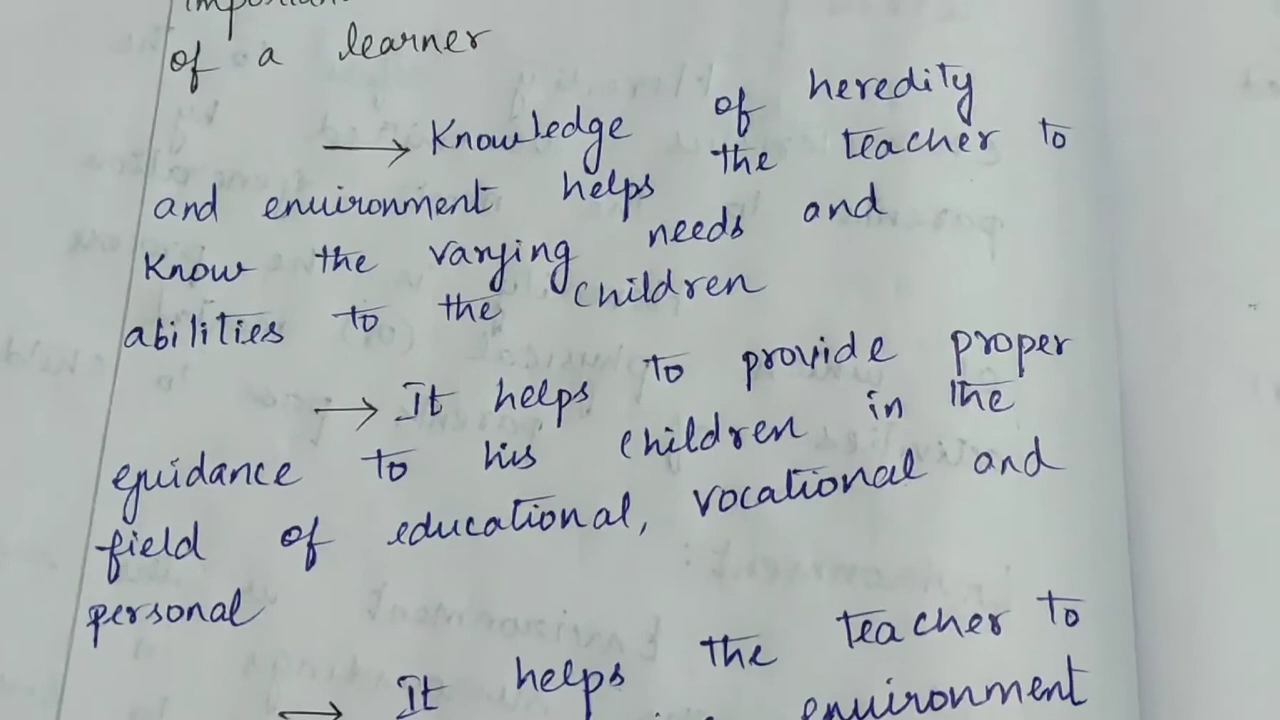 of a learner
→ Knowledge of heredity
and environment helps the teacher to
know the varying needs and
abilities to the children
→ It helps to provide proper
guidance to his children in the
field of educational, vocational and
personal
→ It helps the teacher to
environment